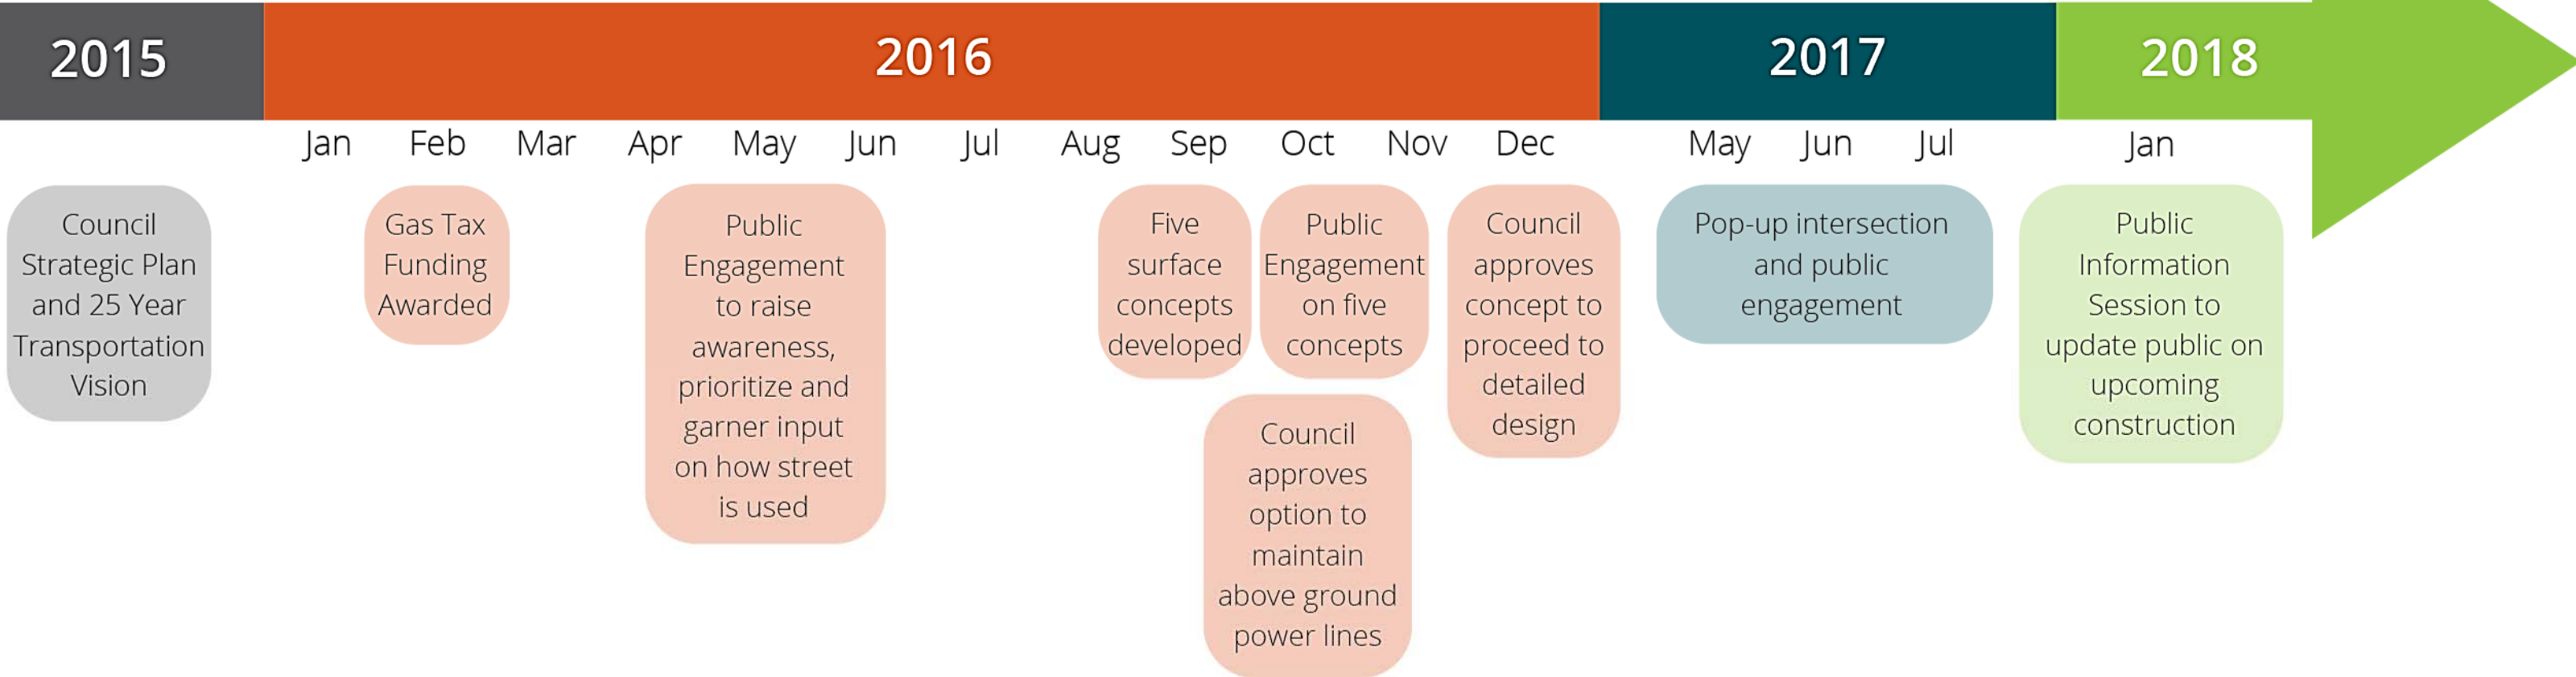 2015
2016
2017
2018
Jan Feb Mar Apr May Jun Jul Aug Sep Oct Nov Dec May Jun Jul Jan
Council
Strategic Plan
and 25 Year
Transportation
Vision
Gas Tax
Funding
Awarded
Public
Engagement
to raise
awareness,
prioritize and
garner input
on how street
is used
Five
surface
concepts
developed
Public
Engagement
on five
concepts
Council
approves
option to
maintain
above ground
power lines
Council
approves
concept to
proceed to
detailed
design
Pop-up intersection
and public
engagement
Public
Information
Session to
update public on
upcoming
construction